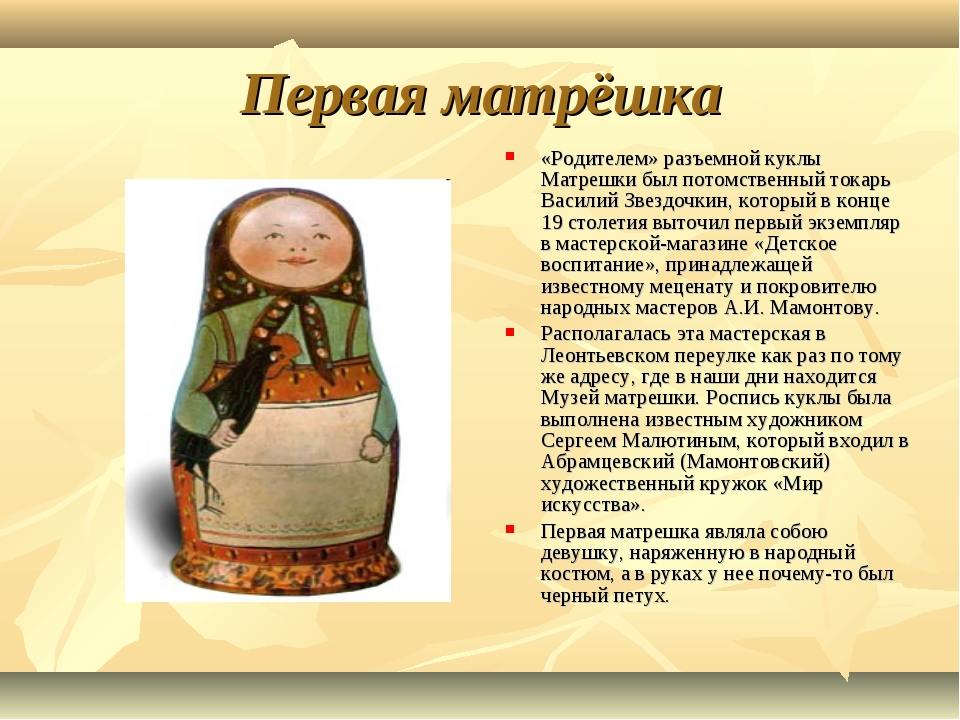 Первая матрёшка
«Родителем» разъемной куклы
Матрешки был потомственный токарь
Василий Звездочкин, который в конце
19 столетия выточил первый экземпляр
в мастерской-магазине «Детское
воспитание», принадлежащей
известному меценату и покровителю
народных мастеров А.И. Мамонтову.
Располагалась эта мастерская в
Леонтьевском переулке как раз по тому
же адресу, где в наши дни находится
Музей матрешки. Роспись куклы была
выполнена известным художником
Сергеем Малютиным, который входил в
Абрамцевский (Мамонтовский)
художественный кружок «Мир
искусства».
Первая матрешка являла собою
девушку, наряженную в народный
костюм, а в руках у нее почему-то был
черный петух.